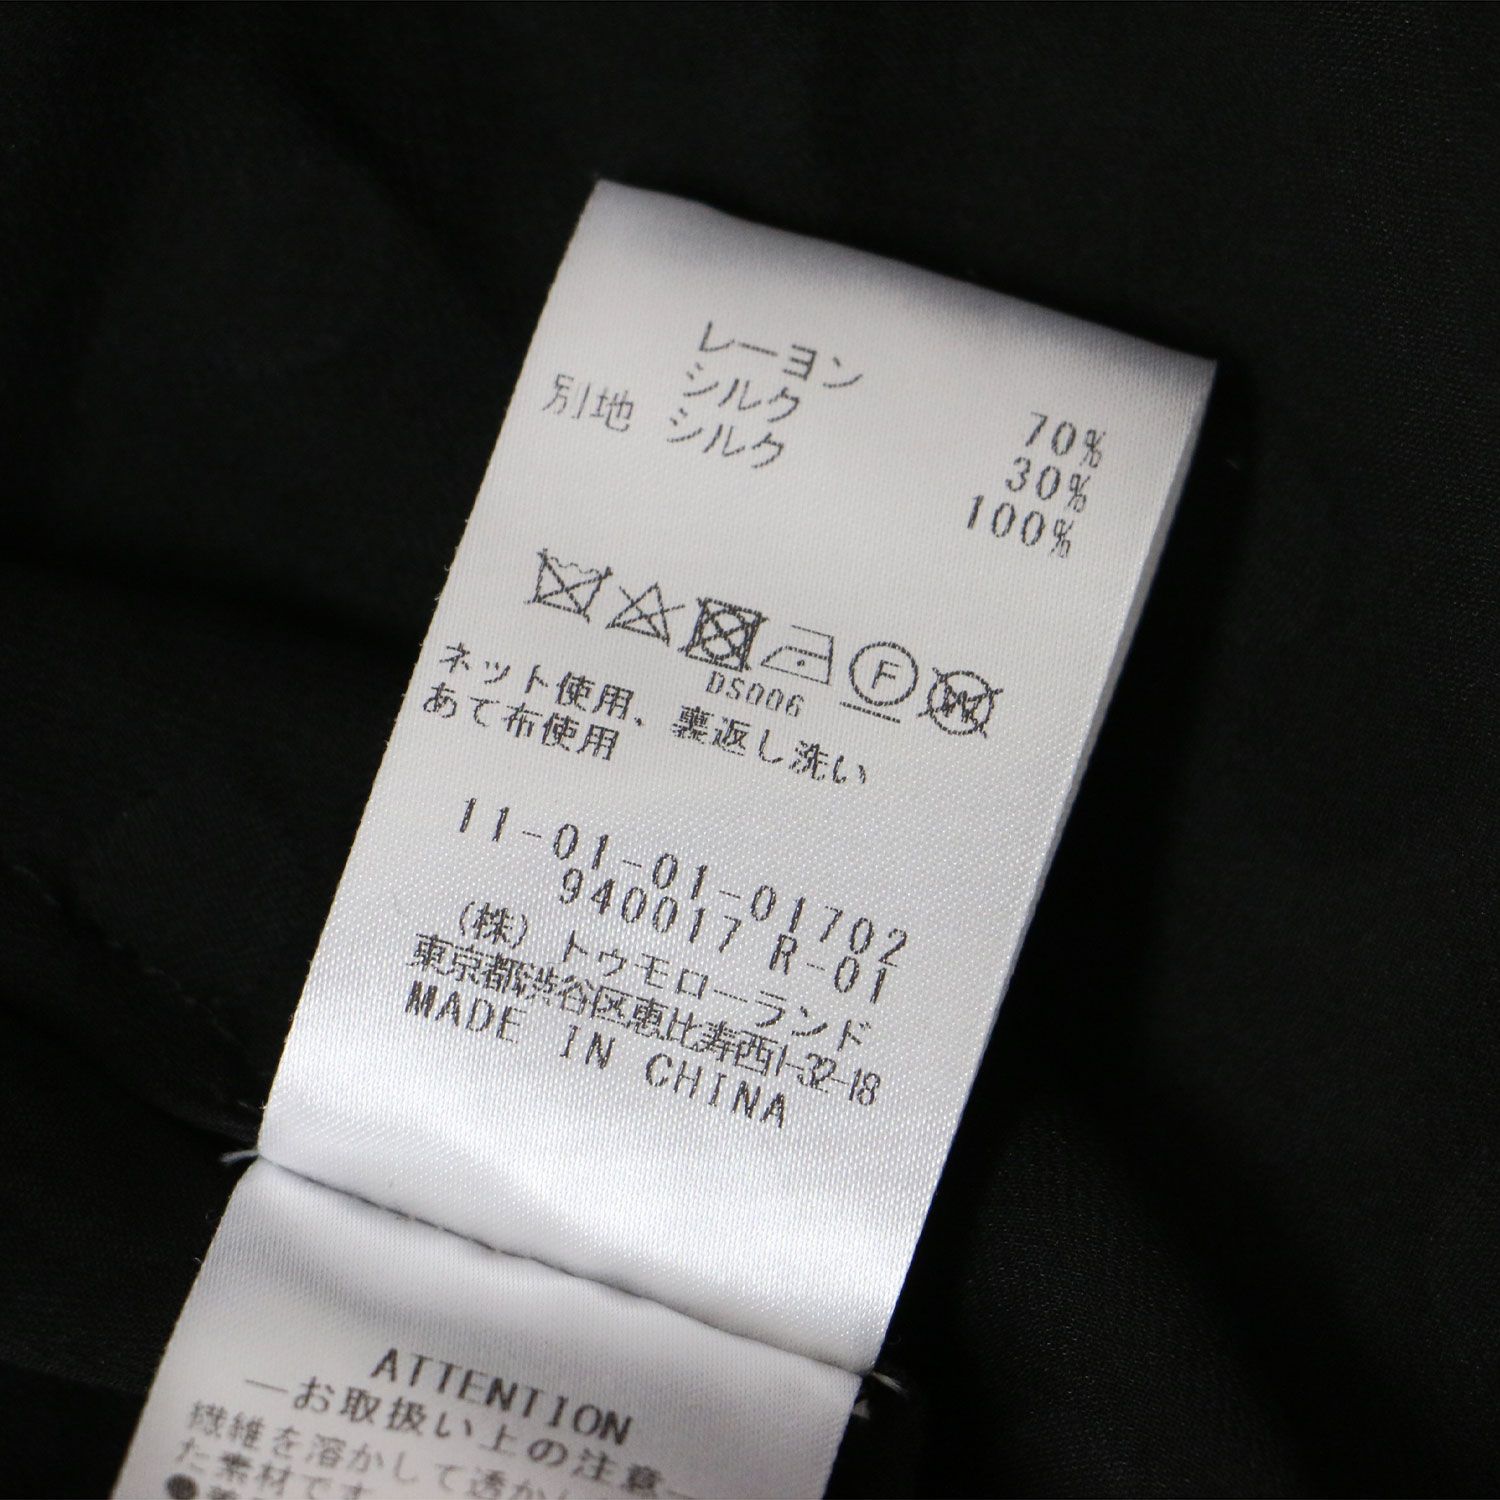 レーヨン 70%
シルク 30%
別地 シルク 100%
F W
DS006
ネット使用、裏返し洗い
あて布使用
11-01-01-01702
940017 R-01
(株)トゥモローランド
東京都渋谷区恵比寿西1-32-18
MADE IN CHINA
ATTENTION
—お取扱い上の注意—
繊維を溶かして透かし
た素材です